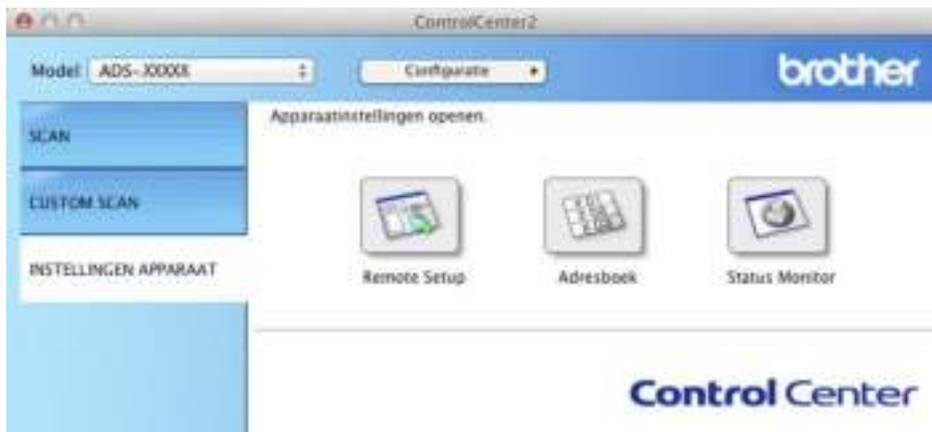 ControlCenter2
Model ADS-XXXXX Configuratie
brother
SCAN
CUSTOM SCAN
INSTELLINGEN APPARAAT
Apparaatinstellingen openen.
Remote Setup Adresboek Status Monitor
Control Center